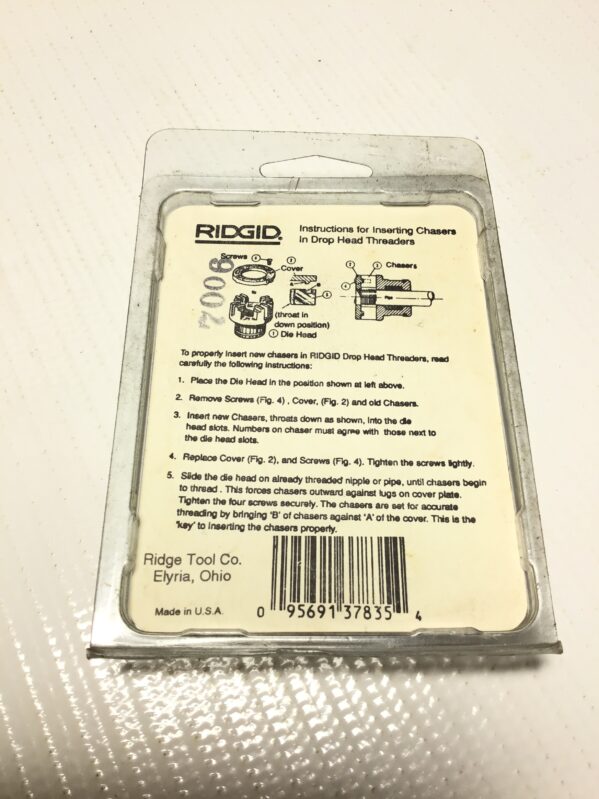 RIDGID®
Instructions for Inserting Chasers
in Drop Head Threaders
7006
Screws 4
3
Cover
2
1 Chasers
A B
Pipe
(throat in
down position)
1 Die Head
To properly insert new chasers in RIDGID Drop Head Threaders, read
carefully the following instructions:
1. Place the Die Head in the position shown at left above.
2. Remove Screws (Fig. 4) , Cover, (Fig. 2) and old Chasers.
3. Insert new Chasers, throats down as shown, into the die
head slots. Numbers on chaser must agree with those next to
the die head slots.
4. Replace Cover (Fig. 2), and Screws (Fig. 4). Tighten the screws lightly.
5. Slide the die head on already threaded nipple or pipe, until chasers begin
to thread . This forces chasers outward against lugs on cover plate.
Tighten the four screws securely. The chasers are set for accurate
threading by bringing 'B' of chasers against 'A' of the cover. This is the
'key' to inserting the chasers properly.
Ridge Tool Co.
Elyria, Ohio
Made in U.S.A.
0 95691 37835 4